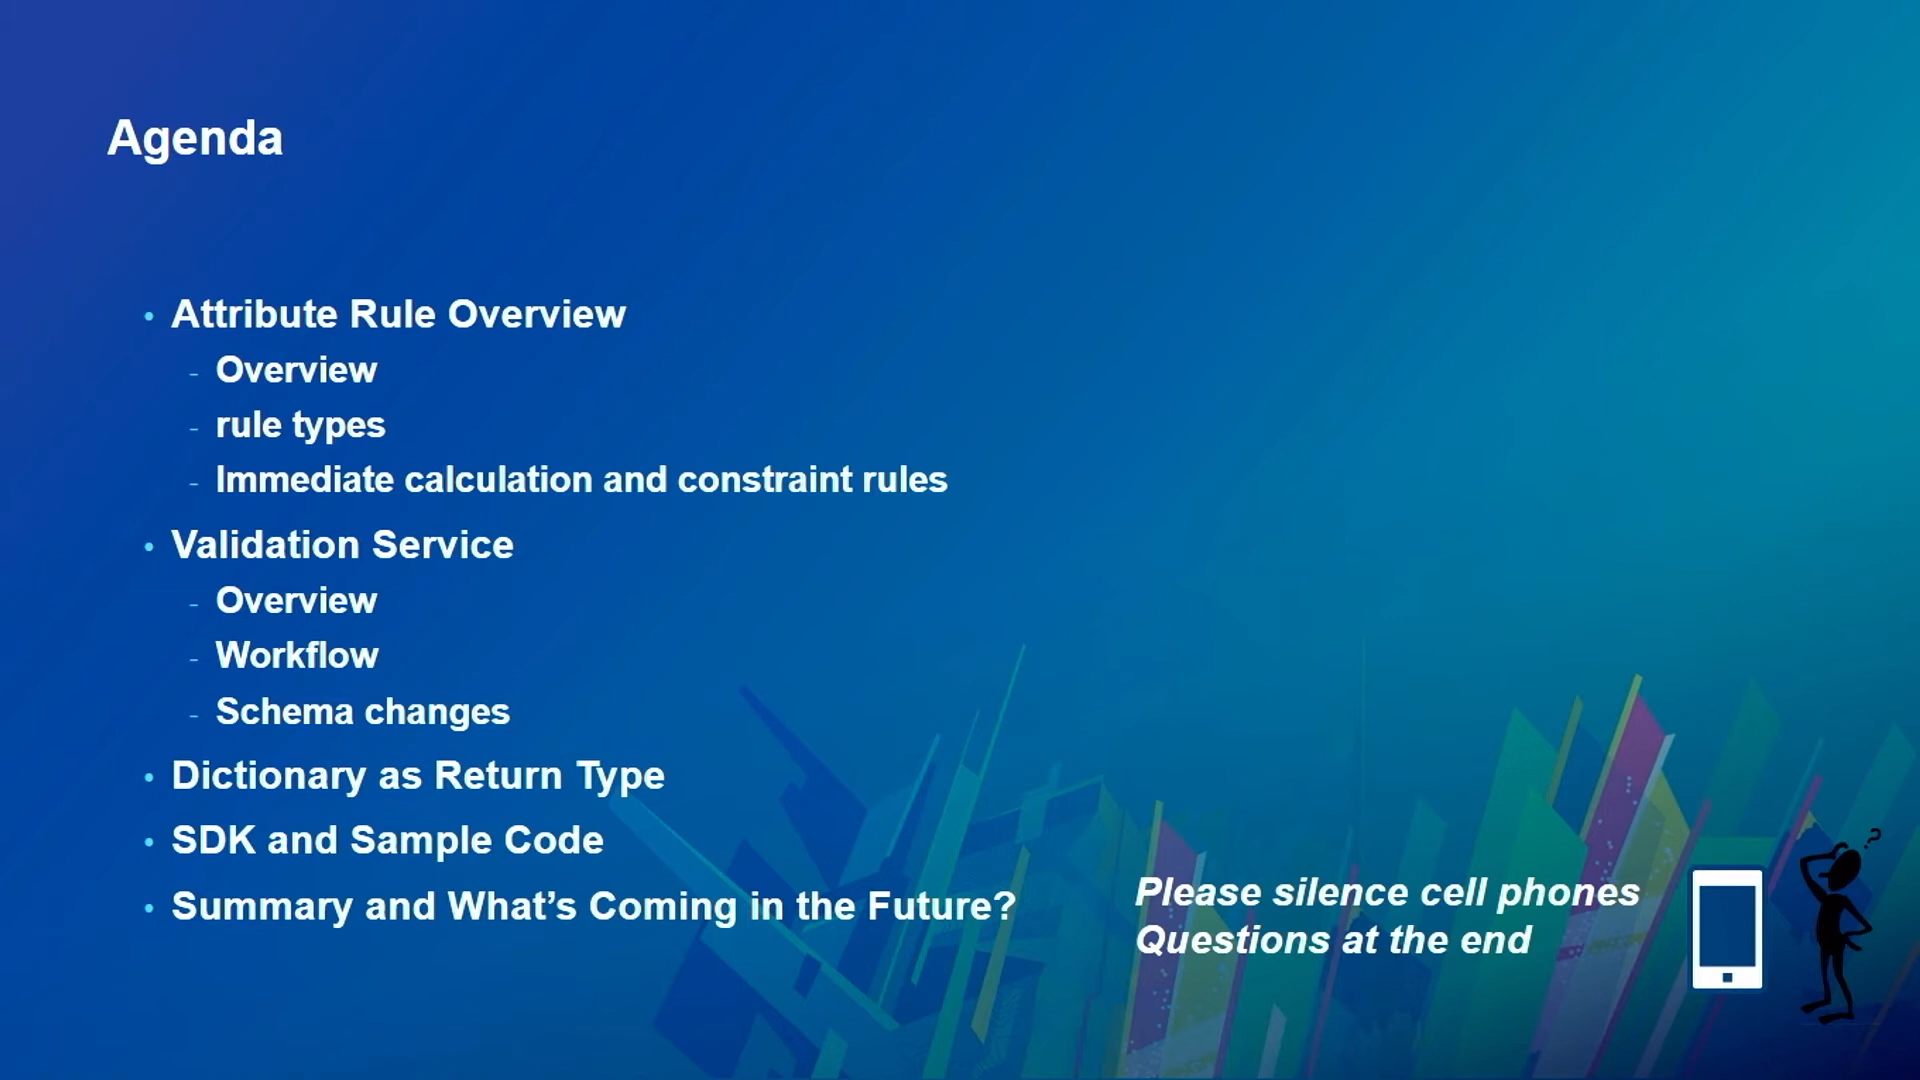 Agenda
• Attribute Rule Overview
- Overview
- rule types
- Immediate calculation and constraint rules
• Validation Service
- Overview
- Workflow
- Schema changes
• Dictionary as Return Type
• SDK and Sample Code
• Summary and What’s Coming in the Future?
Please silence cell phones
Questions at the end
?